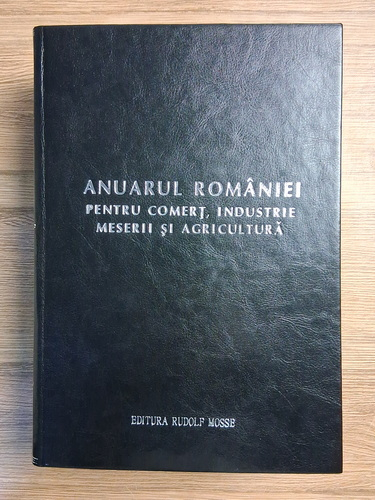 ANUARUL ROMÂNIEI
PENTRU COMERȚ, INDUSTRIE
MESERII ȘI AGRICULTURĂ
EDITURA RUDOLF MOSSE